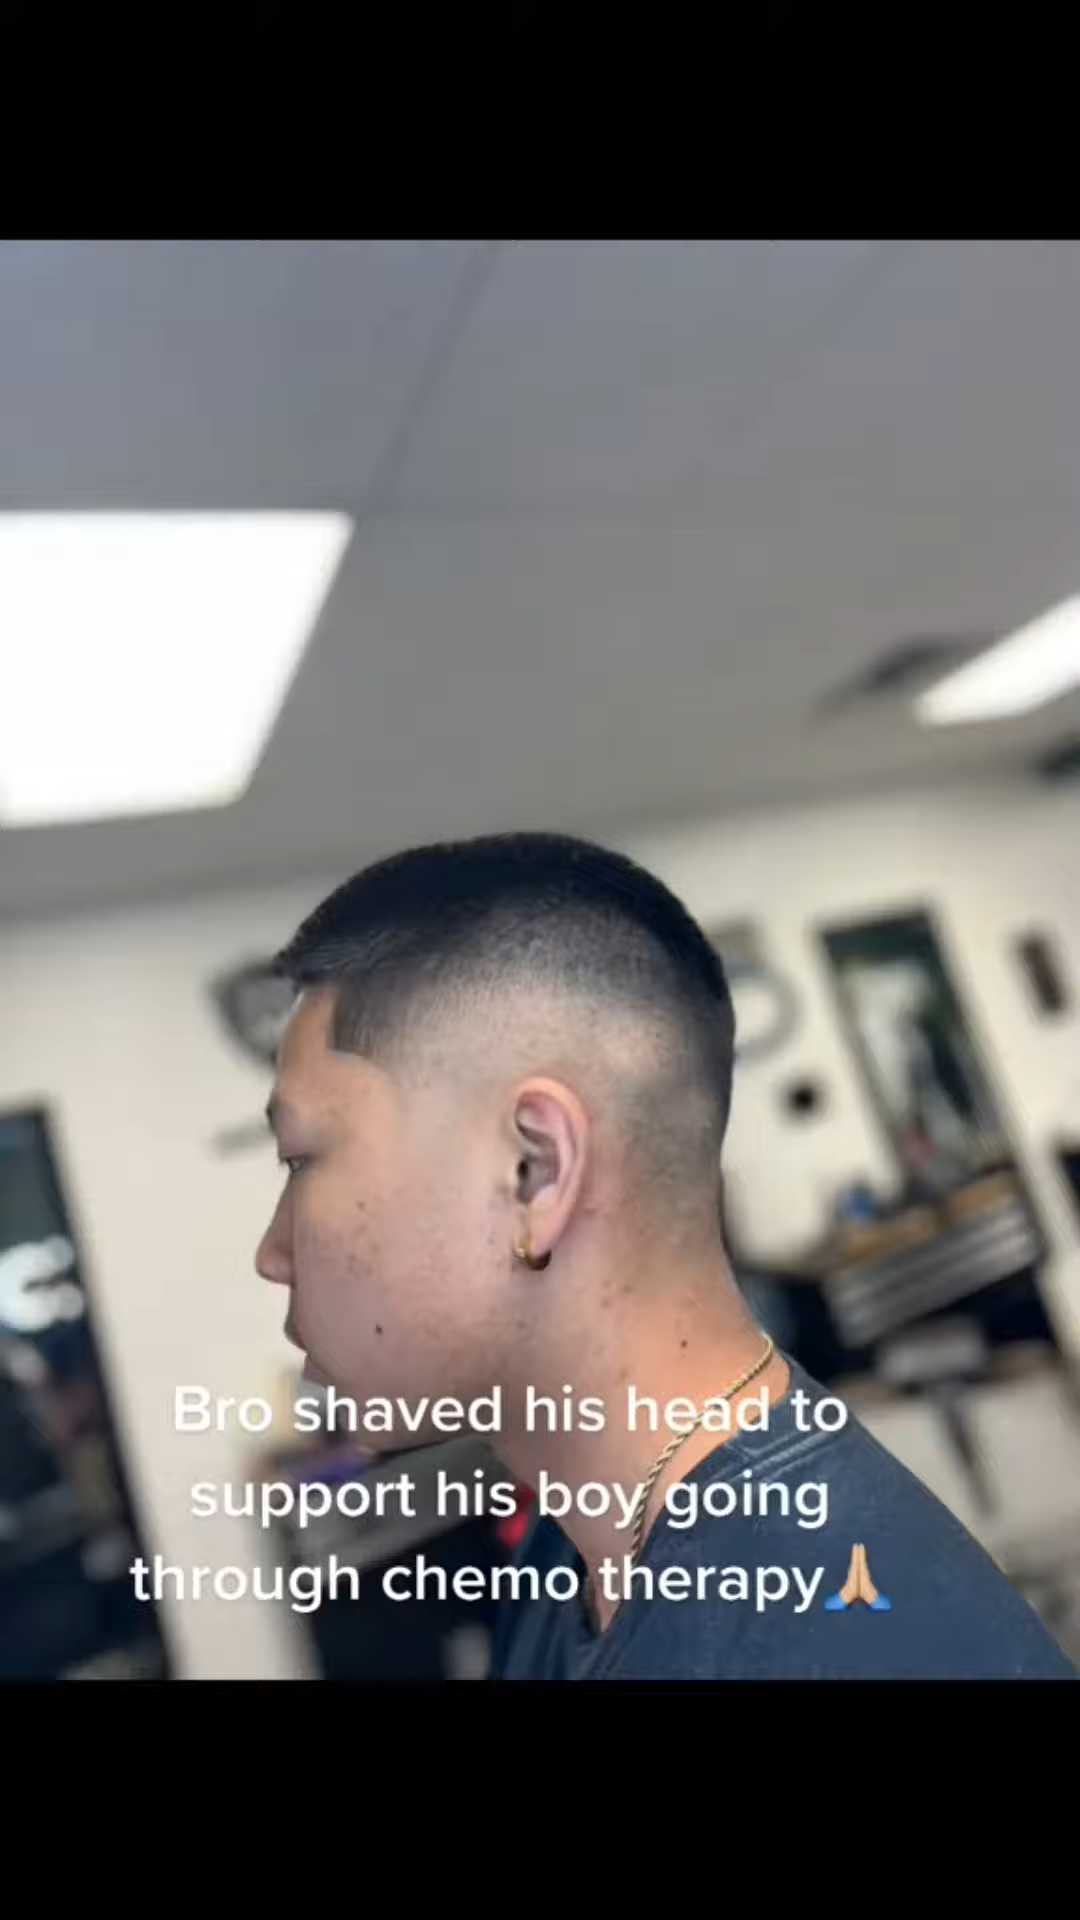 Bro shaved his head to
support his boy going
through chemo therapy🙏🏼